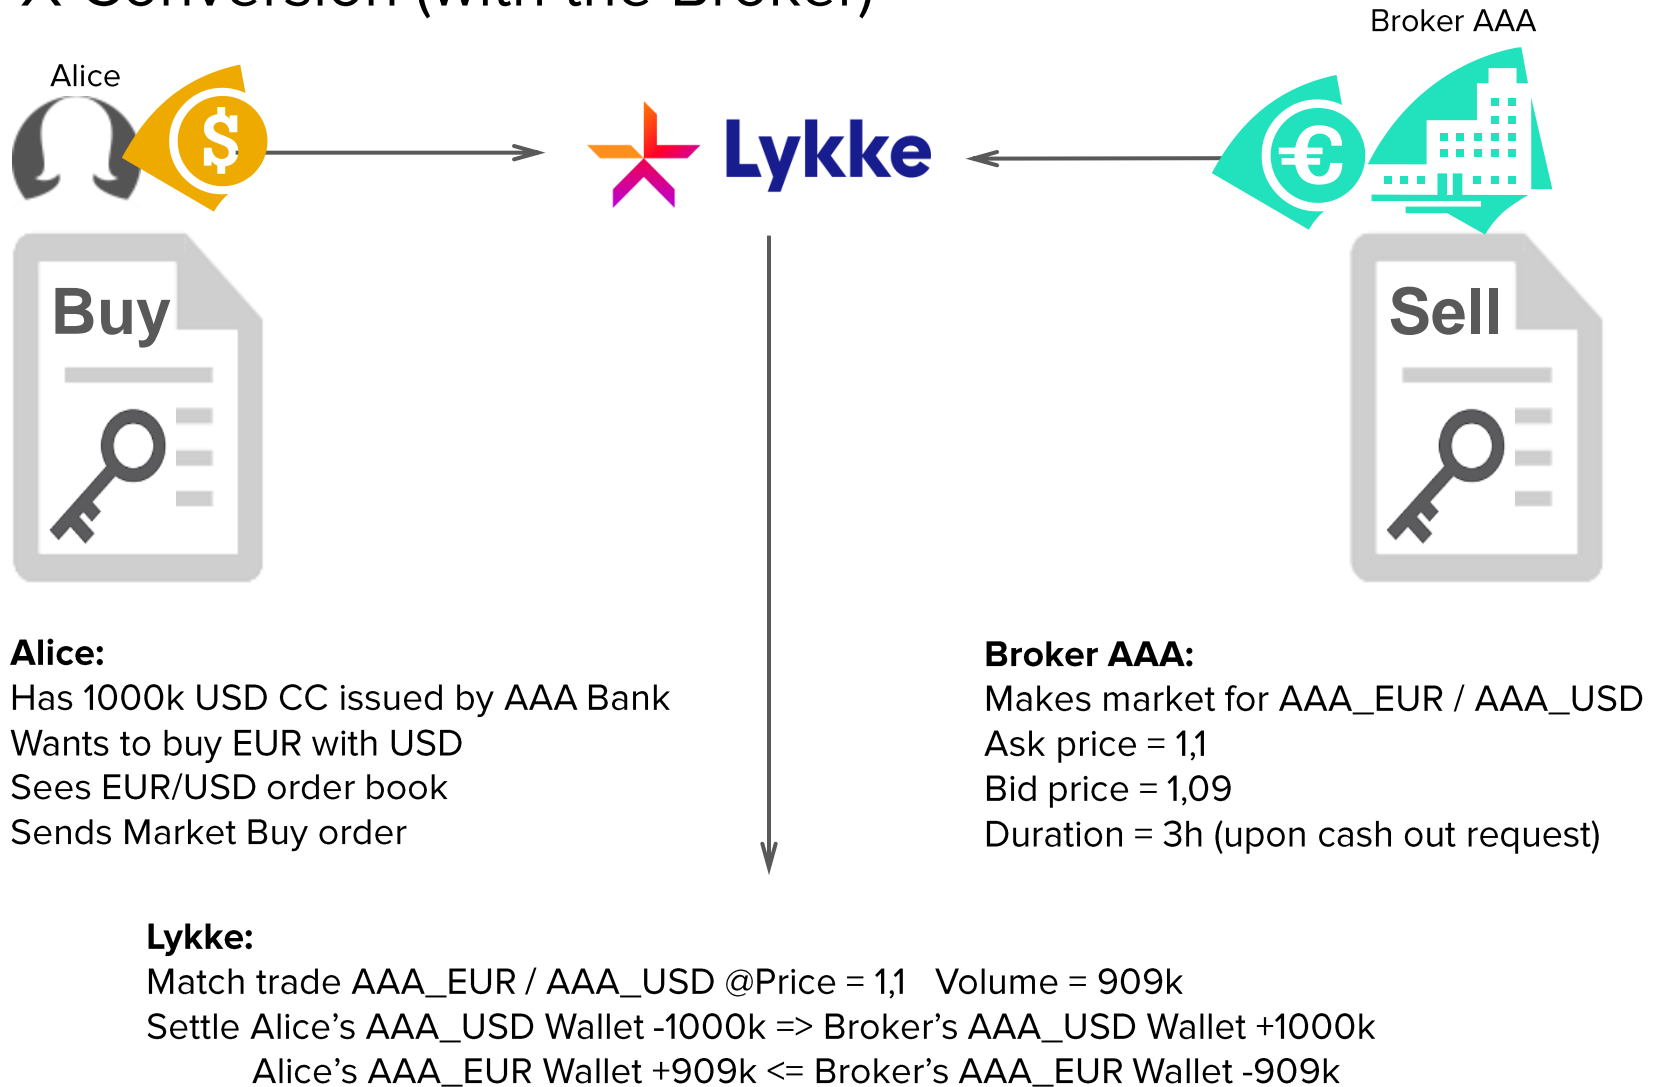 X Conversion (with the Broker)
Broker AAA
Alice
$
€
Lykke
Buy
Sell
Alice:
Has 1000k USD CC issued by AAA Bank
Wants to buy EUR with USD
Sees EUR/USD order book
Sends Market Buy order
Broker AAA:
Makes market for AAA_EUR / AAA_USD
Ask price = 1,1
Bid price = 1,09
Duration = 3h (upon cash out request)
Lykke:
Match trade AAA_EUR / AAA_USD @Price = 1,1 Volume = 909k
Settle Alice’s AAA_USD Wallet -1000k => Broker’s AAA_USD Wallet +1000k
Alice’s AAA_EUR Wallet +909k <= Broker’s AAA_EUR Wallet -909k